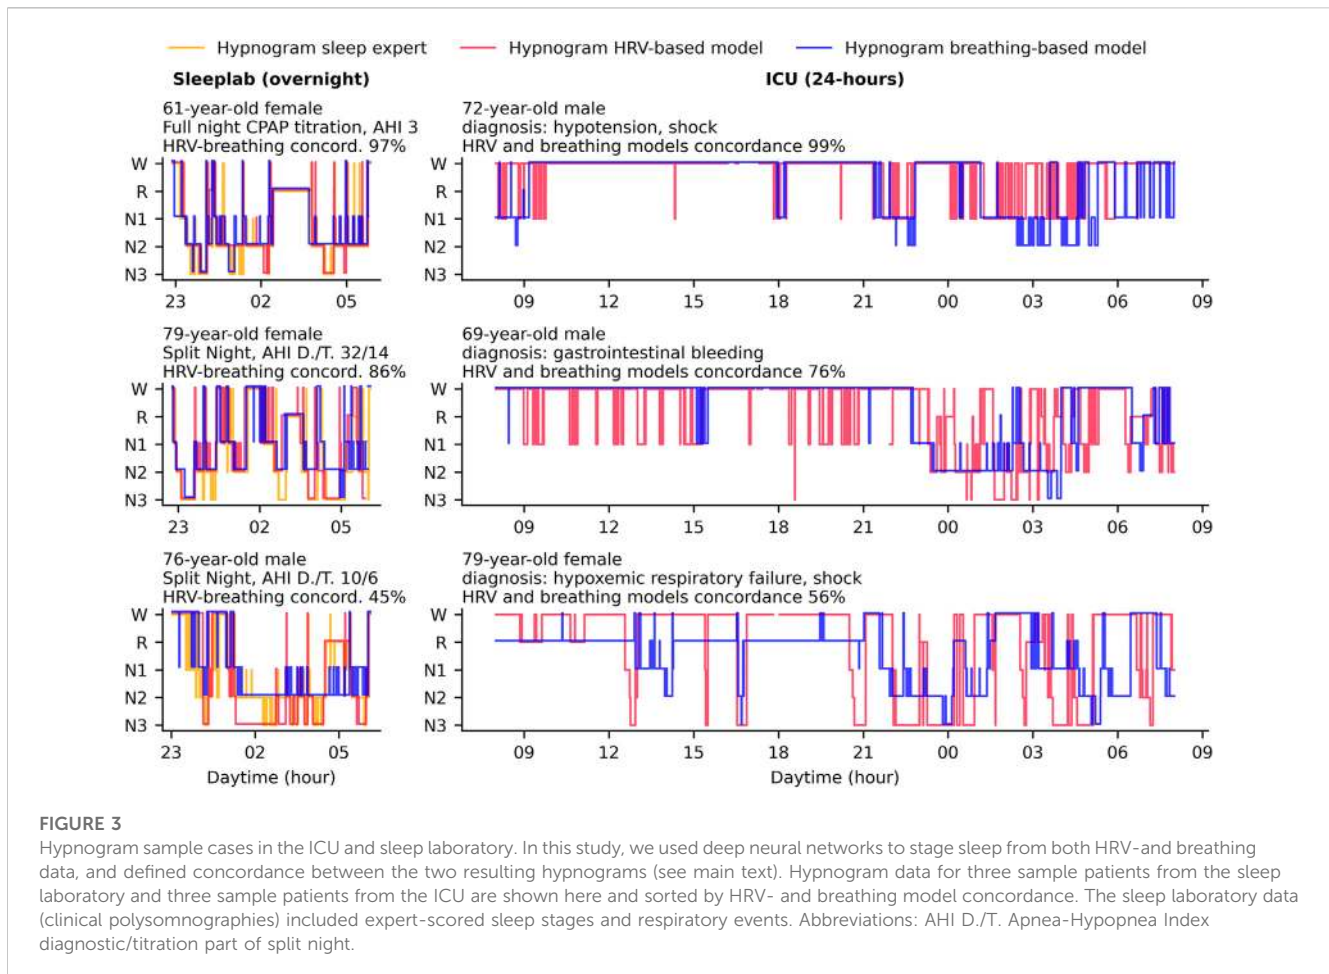 Hypnogram sleep expert Hypnogram HRV-based model Hypnogram breathing-based model
Sleeplab (overnight)
ICU (24-hours)
61-year-old female
Full night CPAP titration, AHI 3
HRV-breathing concord. 97%
W
R
N1
N2
N3
23 02 05
72-year-old male
diagnosis: hypotension, shock
HRV and breathing models concordance 99%
W
R
N1
N2
N3
09 12 15 18 21 00 03 06 09
79-year-old female
Split Night, AHI D./T. 32/14
HRV-breathing concord. 86%
W
R
N1
N2
N3
23 02 05
69-year-old male
diagnosis: gastrointestinal bleeding
HRV and breathing models concordance 76%
W
R
N1
N2
N3
09 12 15 18 21 00 03 06 09
76-year-old male
Split Night, AHI D./T. 10/6
HRV-breathing concord. 45%
W
R
N1
N2
N3
23 02 05
Daytime (hour)
79-year-old female
diagnosis: hypoxemic respiratory failure, shock
HRV and breathing models concordance 56%
W
R
N1
N2
N3
09 12 15 18 21 00 03 06 09
Daytime (hour)
FIGURE 3
Hypnogram sample cases in the ICU and sleep laboratory. In this study, we used deep neural networks to stage sleep from both HRV-and breathing
data, and defined concordance between the two resulting hypnograms (see main text). Hypnogram data for three sample patients from the sleep
laboratory and three sample patients from the ICU are shown here and sorted by HRV- and breathing model concordance. The sleep laboratory data
(clinical polysomnographies) included expert-scored sleep stages and respiratory events. Abbreviations: AHI D./T. Apnea-Hypopnea Index
diagnostic/titration part of split night.